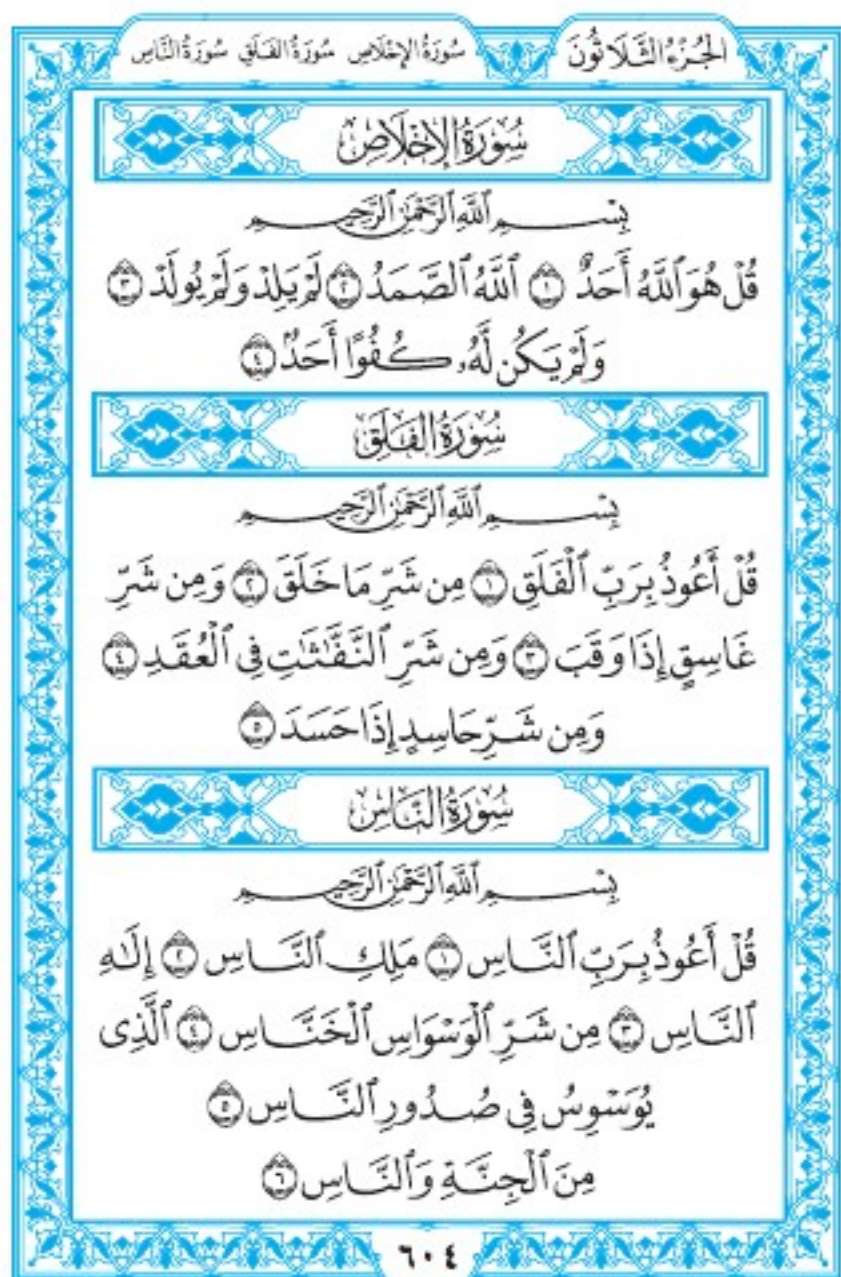 الجُزْءُ الثَّلَاثُونَ سُورَةُ الإِخْلَاصِ سُورَةُ الفَلَقِ سُورَةُ النَّاسِ
سُورَةُ الإِخْلَاصِ
بِسْمِ ٱللَّهِ ٱلرَّحْمَٰنِ ٱلرَّحِيمِ
قُلْ هُوَ ٱللَّهُ أَحَدٌ ١ ٱللَّهُ ٱلصَّمَدُ ٢ لَمْ يَلِدْ وَلَمْ يُولَدْ ٣
وَلَمْ يَكُن لَّهُۥ كُفُوًا أَحَدٌۢ ٤
سُورَةُ الفَلَقِ
بِسْمِ ٱللَّهِ ٱلرَّحْمَٰنِ ٱلرَّحِيمِ
قُلْ أَعُوذُ بِرَبِّ ٱلْفَلَقِ ١ مِن شَرِّ مَا خَلَقَ ٢ وَمِن شَرِّ
غَاسِقٍ إِذَا وَقَبَ ٣ وَمِن شَرِّ ٱلنَّفَّٰثَٰتِ فِى ٱلْعُقَدِ ٤
وَمِن شَرِّ حَاسِدٍ إِذَا حَسَدَ ٥
سُورَةُ النَّاسِ
بِسْمِ ٱللَّهِ ٱلرَّحْمَٰنِ ٱلرَّحِيمِ
قُلْ أَعُوذُ بِرَبِّ ٱلنَّاسِ ١ مَلِكِ ٱلنَّاسِ ٢ إِلَٰهِ
ٱلنَّاسِ ٣ مِن شَرِّ ٱلْوَسْوَاسِ ٱلْخَنَّاسِ ٤ ٱلَّذِى
يُوَسْوِسُ فِى صُدُورِ ٱلنَّاسِ ٥
مِنَ ٱلْجِنَّةِ وَٱلنَّاسِ ٦
٦٠٤